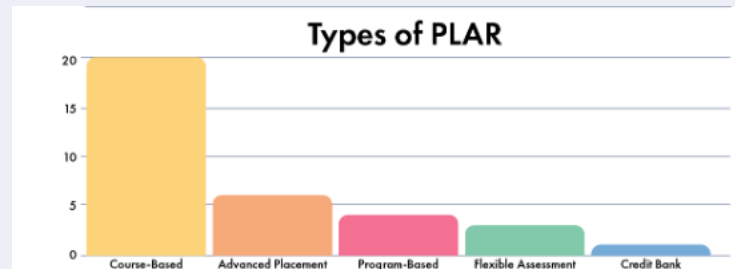 Types of PLAR
20
15
10
5
0
Course-Based Advanced Placement Program-Based Flexible Assessment Credit Bank